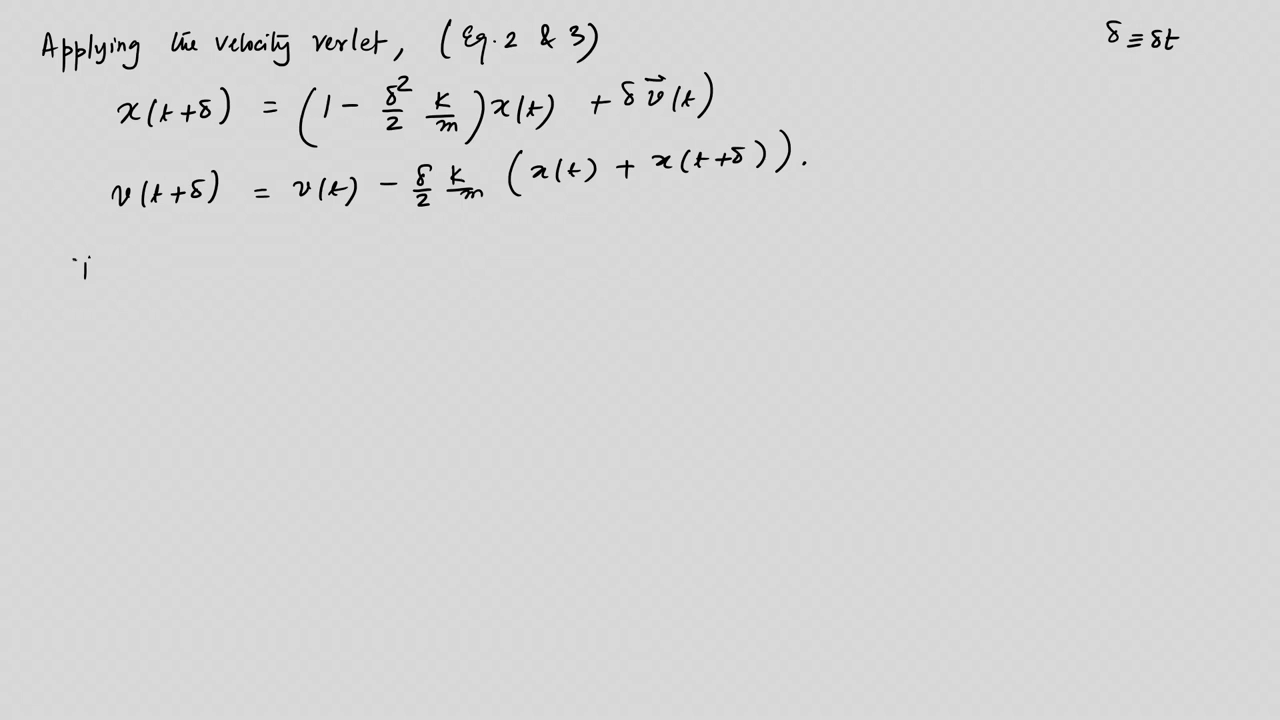 Applying the velocity verlet, (Eq. 2 & 3)
δ ≡ δt
x(t+δ) = (1 - δ²/2 k/m) x(t) + δ v⃗(t)
v(t+δ) = v(t) - δ/2 k/m (x(t) + x(t+δ)).